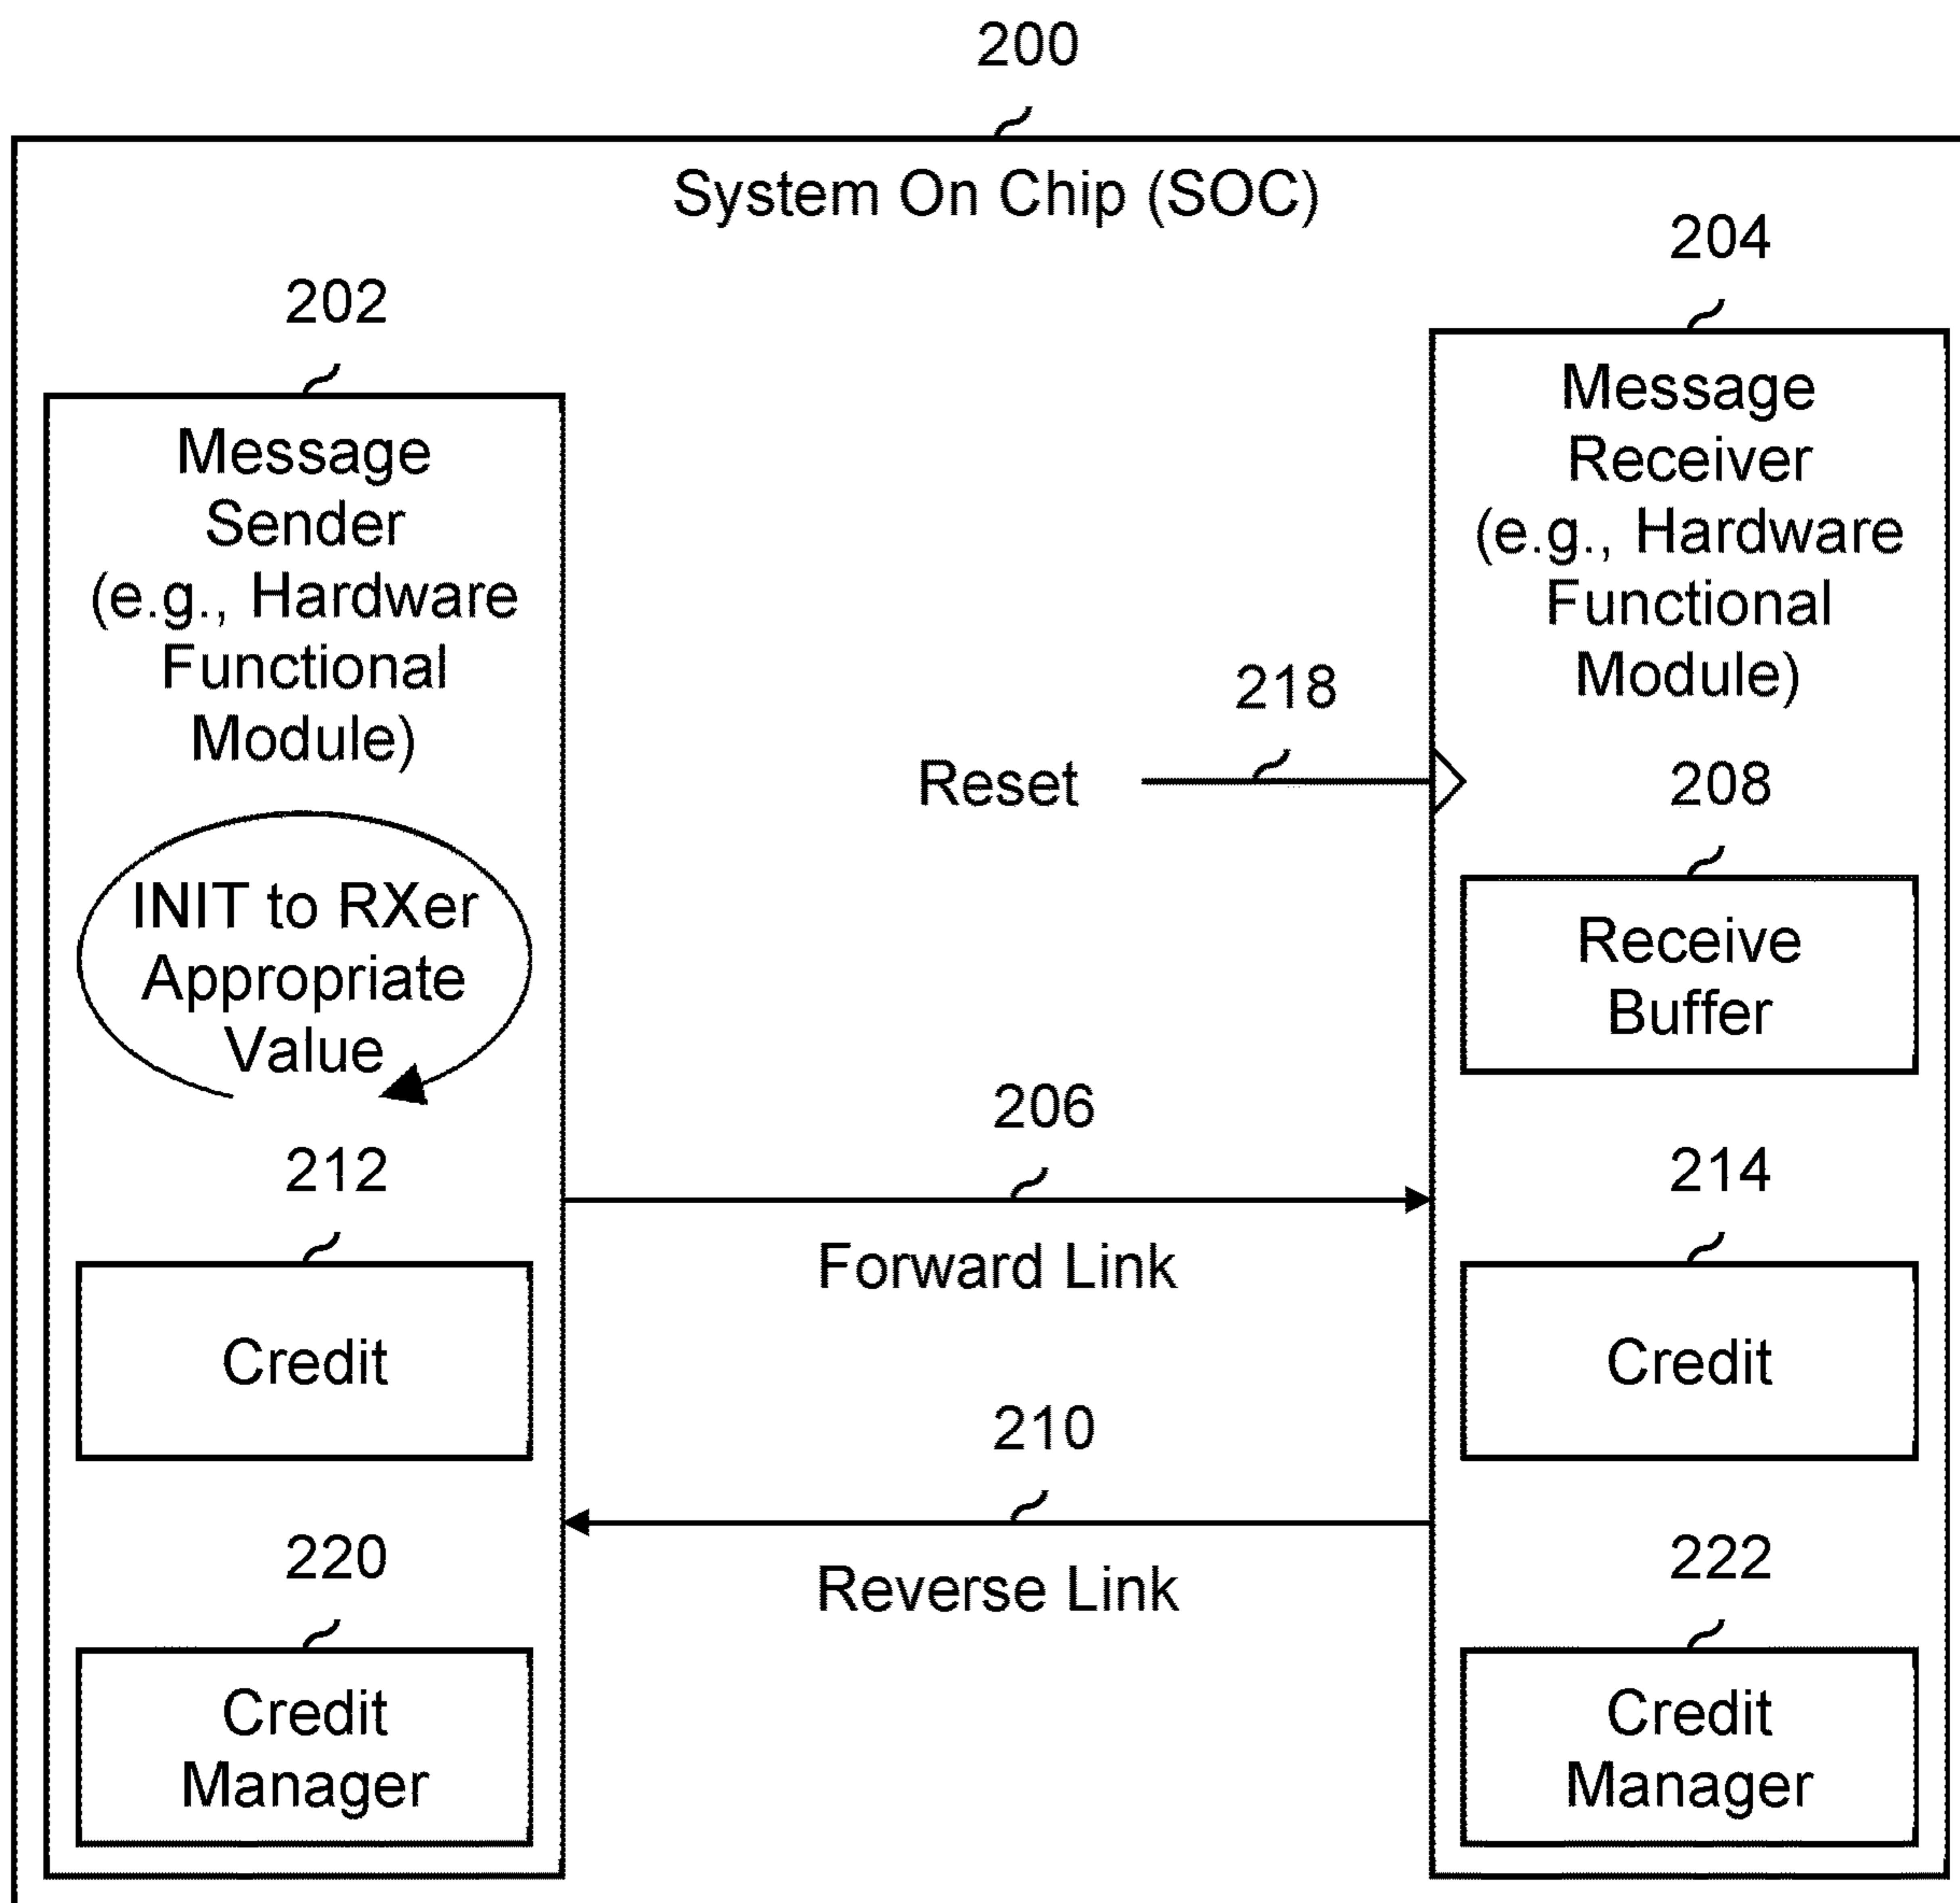 200
System On Chip (SOC)
202
Message
Sender
(e.g., Hardware
Functional
Module)
INIT to RXer
Appropriate
Value
212
Credit
220
Credit
Manager
218
Reset
206
Forward Link
210
Reverse Link
204
Message
Receiver
(e.g., Hardware
Functional
Module)
208
Receive
Buffer
214
Credit
222
Credit
Manager